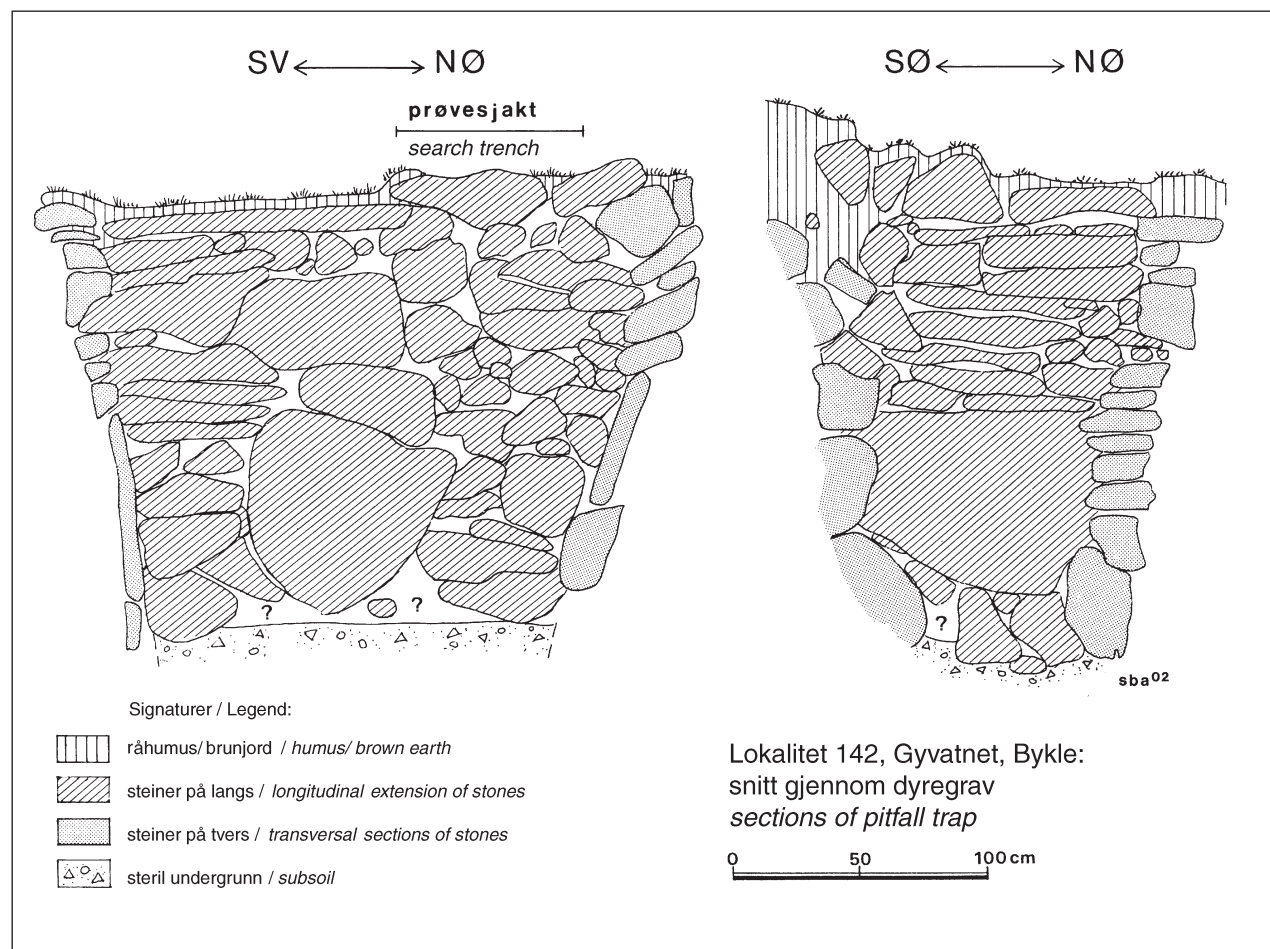 SV NØ
prøvesjakt
search trench
SØ NØ
?
?
?
sba02
Signaturer / Legend:
råhumus/ brunjord / humus/ brown earth
steiner på langs / longitudinal extension of stones
steiner på tvers / transversal sections of stones
steril undergrunn / subsoil
Lokalitet 142, Gyvatnet, Bykle:
snitt gjennom dyregrav
sections of pitfall trap
0 50 100 cm